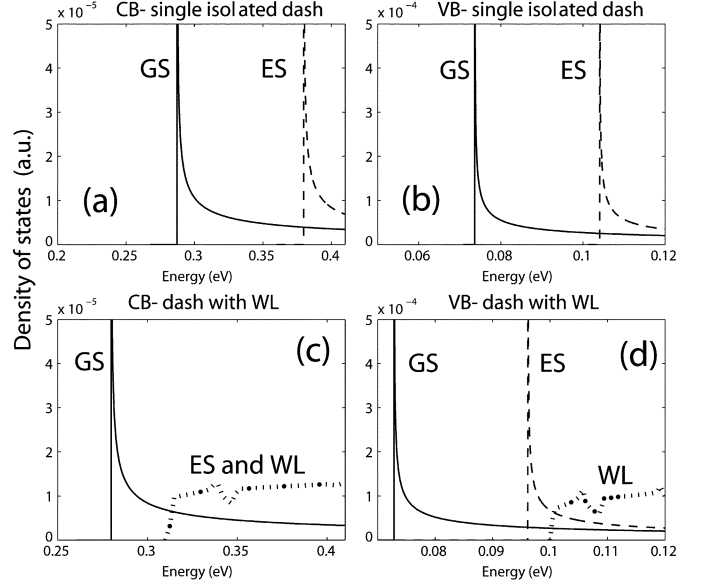 CB- single isolated dash
VB- single isolated dash
x 10⁻⁵
x 10⁻⁴
5
4
3
2
1
0
GS
ES
(a)
0.2
0.25
0.3
0.35
0.4
Energy (eV)
5
4
3
2
1
0
GS
ES
(b)
0.06
0.08
0.1
0.12
Energy (eV)
Density of states (a.u.)
CB- dash with WL
VB- dash with WL
x 10⁻⁵
x 10⁻⁴
5
4
3
2
1
0
GS
ES and WL
(c)
0.25
0.3
0.35
0.4
Energy (eV)
5
4
3
2
1
0
GS
ES
WL
(d)
0.08
0.09
0.1
0.11
0.12
Energy (eV)